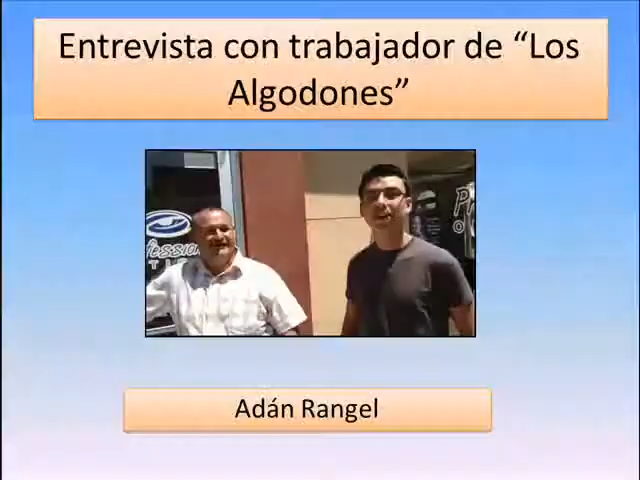 Entrevista con trabajador de “Los
Algodones”
Adán Rangel